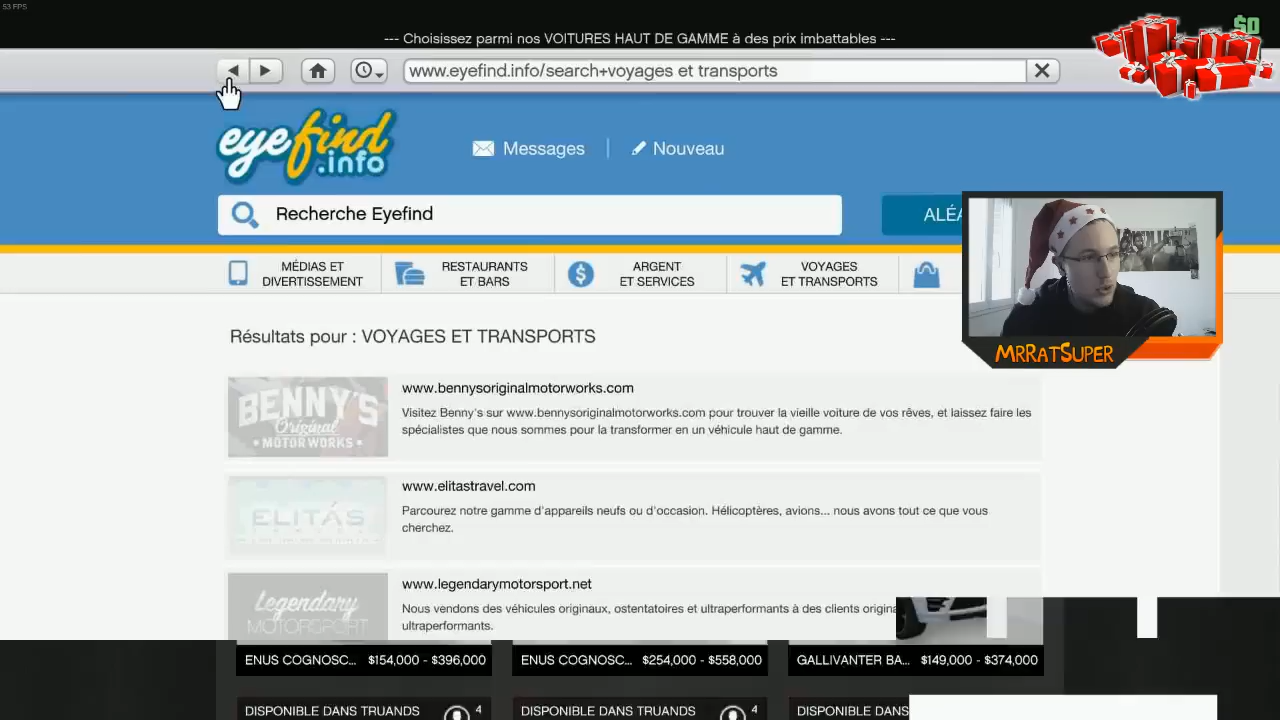 53 FPS
--- Choisissez parmi nos VOITURES HAUT DE GAMME à des prix imbattables ---
$0
www.eyefind.info/search+voyages et transports
eyefind
.info
Messages
Nouveau
Recherche Eyefind
MÉDIAS ET
DIVERTISSEMENT
RESTAURANTS
ET BARS
ARGENT
ET SERVICES
VOYAGES
ET TRANSPORTS
MRRATSUPER
Résultats pour : VOYAGES ET TRANSPORTS
BENNY'S
Original
MOTORWORKS
www.bennysoriginalmotorworks.com
Visitez Benny's sur www.bennysoriginalmotorworks.com pour trouver la vieille voiture de vos rêves, et laissez faire les
spécialistes que nous sommes pour la transformer en un véhicule haut de gamme.
ELITÁS
www.elitastravel.com
Parcourez notre gamme d'appareils neufs ou d'occasion. Hélicoptères, avions... nous avons tout ce que vous
cherchez.
Legendary
MOTORSPORT
www.legendarymotorsport.net
Nous vendons des véhicules originaux, ostentatoires et ultraperformants à des clients origina
ultraperformants.
ENUS COGNOSC... $154,000 - $396,000
ENUS COGNOSC... $254,000 - $558,000
GALLIVANTER BA... $149,000 - $374,000
DISPONIBLE DANS TRUANDS 4
DISPONIBLE DANS TRUANDS 4
DISPONIBLE DANS